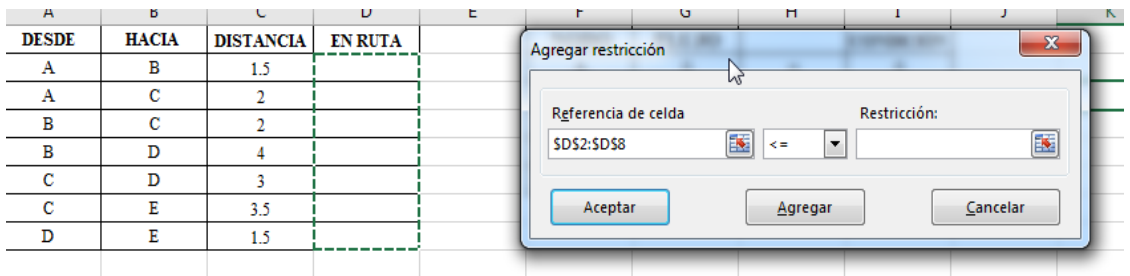 A B C D E F G H I J K
DESDE HACIA DISTANCIA EN RUTA
A B 1.5
A C 2
B C 2
B D 4
C D 3
C E 3.5
D E 1.5
Agregar restricción
Referencia de celda Restricción:
$D$2:$D$8 <=
Aceptar Agregar Cancelar